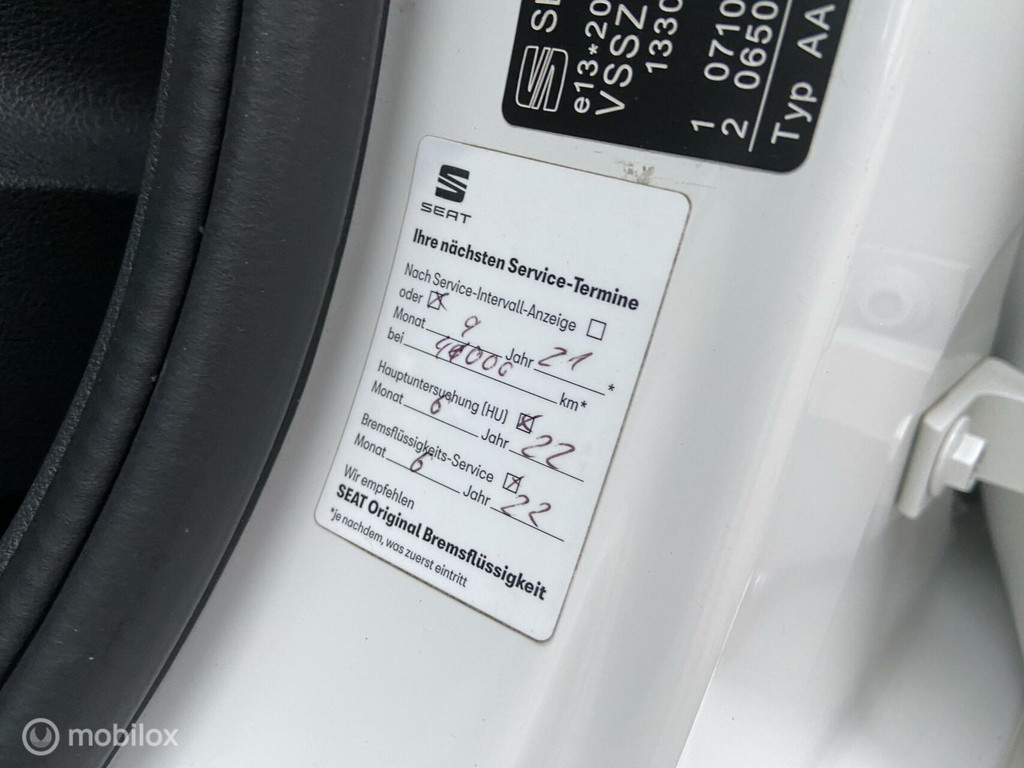 SE
e13*20
VSSZ
1330
1 0710
2 0650
Typ AA
SEAT
Ihre nächsten Service-Termine
Nach Service-Intervall-Anzeige
oder
Monat 9 Jahr 21 *
bei km*
Hauptuntersuchung (HU)
Monat 6 Jahr 22
Bremsflüssigkeits-Service
Monat 6 Jahr 22
Wir empfehlen
SEAT Original Bremsflüssigkeit
*je nachdem, was zuerst eintritt
mobilox